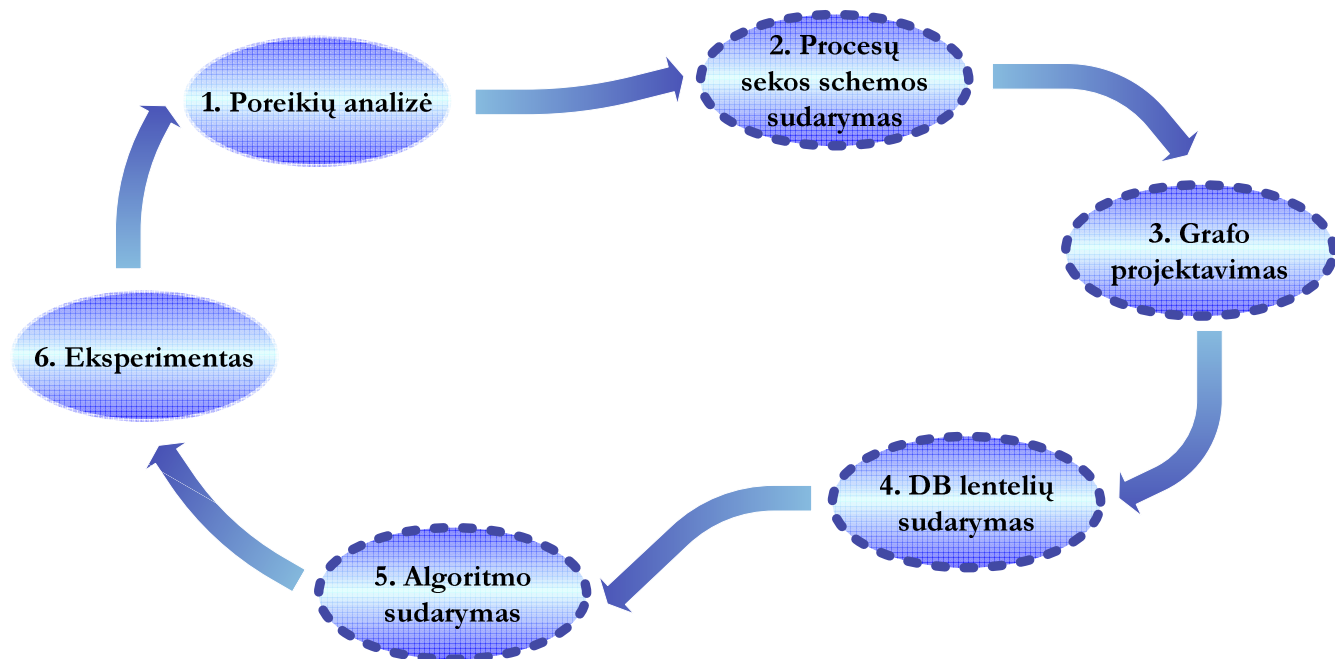 1. Poreikių analizė
2. Procesų
sekos schemos
sudarymas
3. Grafo
projektavimas
4. DB lentelių
sudarymas
5. Algoritmo
sudarymas
6. Eksperimentas